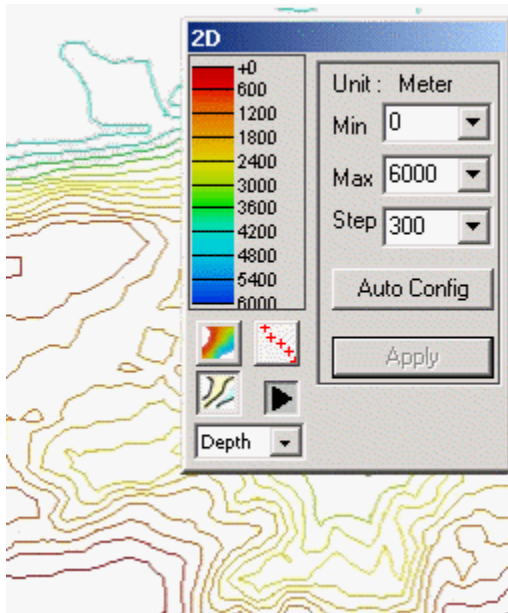 2D
+0
600
1200
1800
2400
3000
3600
4200
4800
5400
6000
Unit : Meter
Min 0
Max 6000
Step 300
Auto Config
Apply
Depth